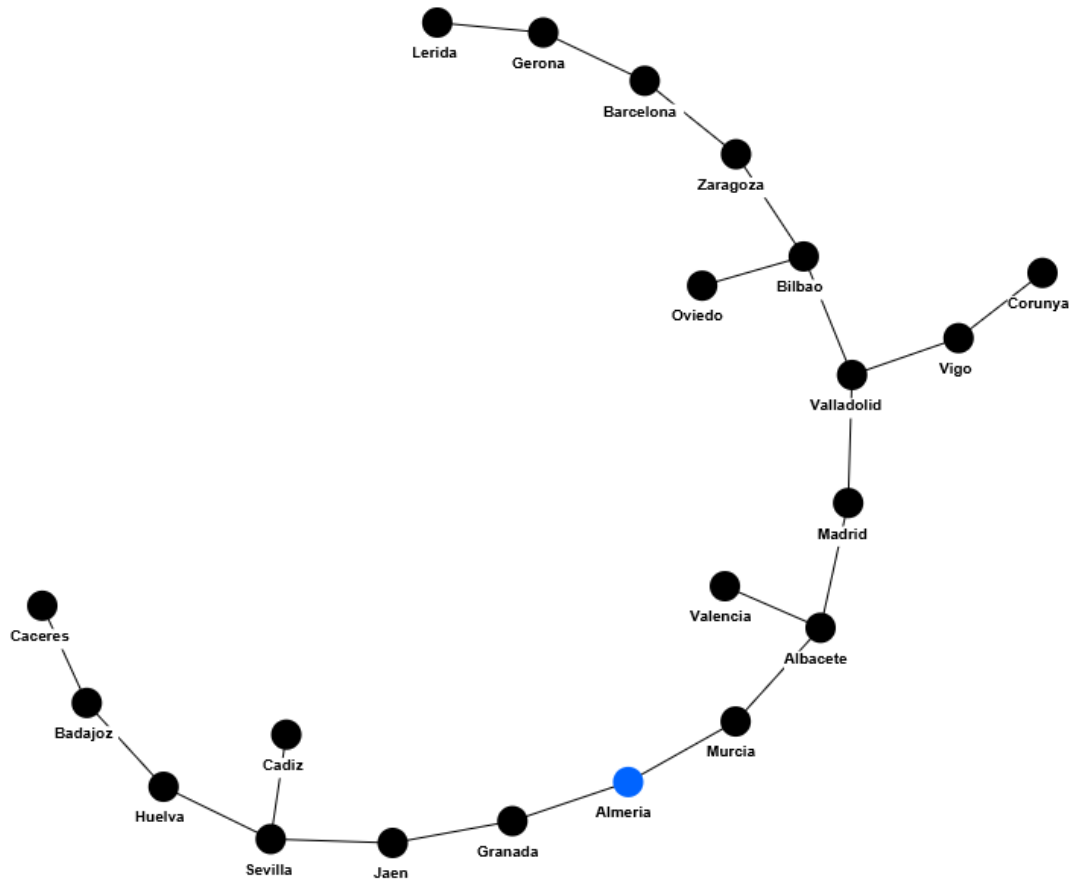 Lerida
Gerona
Barcelona
Zaragoza
Bilbao
Corunya
Oviedo
Vigo
Valladolid
Madrid
Valencia
Caceres
Albacete
Badajoz
Murcia
Cadiz
Almeria
Huelva
Granada
Sevilla
Jaen